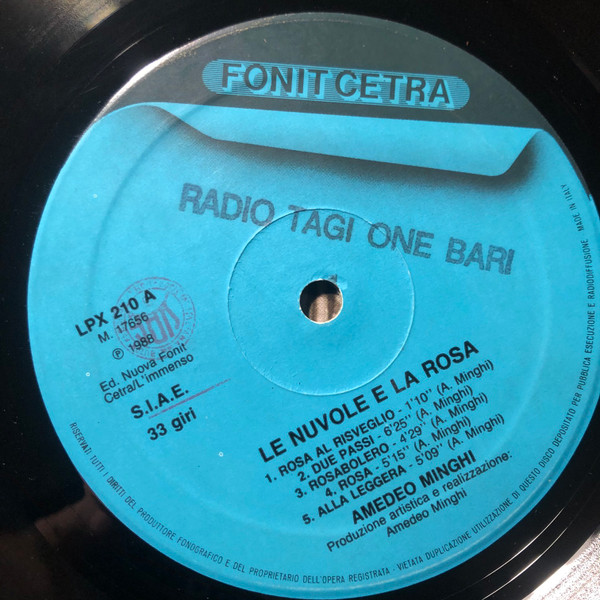 FONIT CETRA
RADIO TAGI ONE BARI
LPX 210 A
M. 17656
℗ 1988
Ed. Nuova Fonit
Cetra/L'immenso
S.I.A.E.
33 giri
LE NUVOLE E LA ROSA
1. ROSA AL RISVEGLIO - 1'10" (A. Minghi)
2. DUE PASSI - 6'25" (A. Minghi)
3. ROSABOLERO - 4'29" (A. Minghi)
4. ROSA - 5'15" (A. Minghi)
5. ALLA LEGGERA - 5'09" (A. Minghi)
AMEDEO MINGHI
Produzione artistica e realizzazione:
Amedeo Minghi
RISERVATI TUTTI I DIRITTI DEL PRODUTTORE FONOGRAFICO E DEL PROPRIETARIO DELL'OPERA REGISTRATA - VIETATA DUPLICAZIONE UTILIZZAZIONE DI QUESTO DISCO DEPOSITATO PER PUBBLICA ESECUZIONE E RADIODIFFUSIONE. MADE IN ITALY